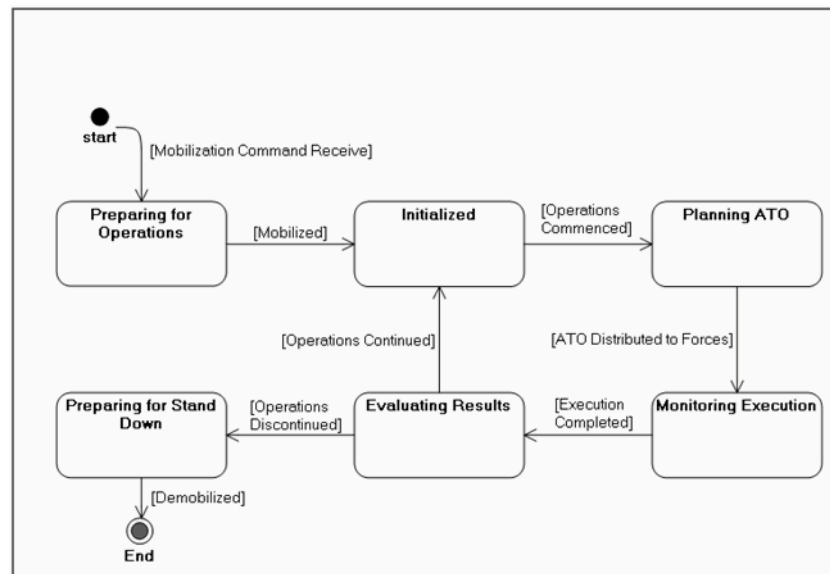 start
[Mobilization Command Receive]
Preparing for
Operations
[Mobilized]
Initialized
[Operations
Commenced]
Planning ATO
[Operations Continued]
[ATO Distributed to Forces]
Preparing for Stand
Down
[Operations
Discontinued]
Evaluating Results
[Execution
Completed]
Monitoring Execution
[Demobilized]
End